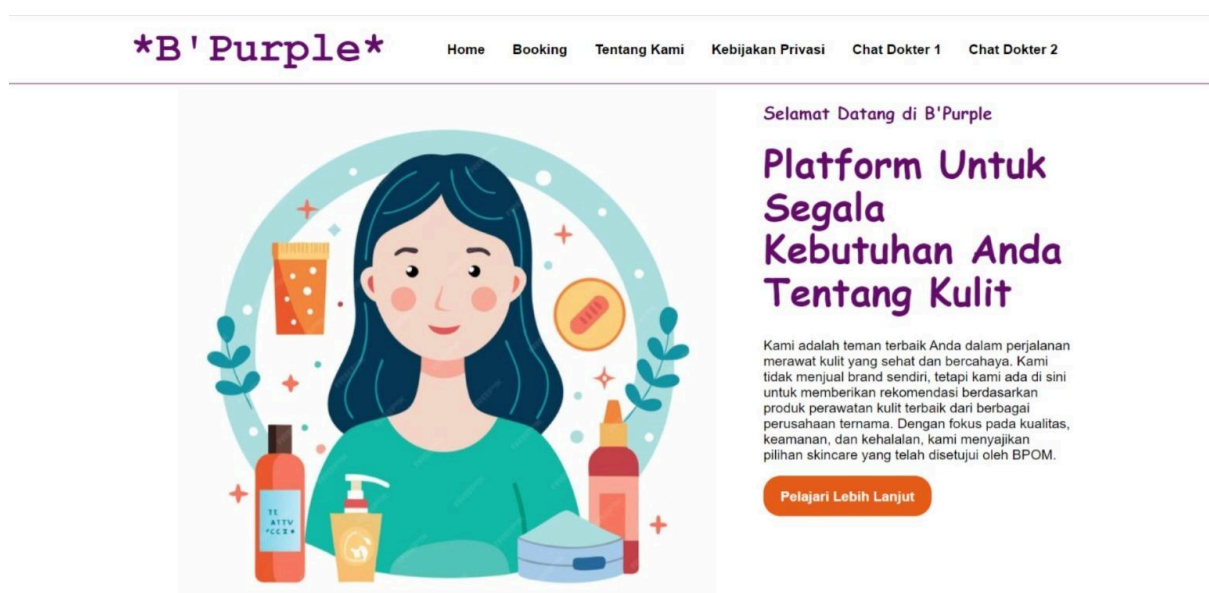 *B'Purple*
Home Booking Tentang Kami Kebijakan Privasi Chat Dokter 1 Chat Dokter 2
Selamat Datang di B'Purple
Platform Untuk
Segala
Kebutuhan Anda
Tentang Kulit
Kami adalah teman terbaik Anda dalam perjalanan
merawat kulit yang sehat dan bercahaya. Kami
tidak menjual brand sendiri, tetapi kami ada di sini
untuk memberikan rekomendasi berdasarkan
produk perawatan kulit terbaik dari berbagai
perusahaan ternama. Dengan fokus pada kualitas,
keamanan, dan kehalalan, kami menyajikan
pilihan skincare yang telah disetujui oleh BPOM.
Pelajari Lebih Lanjut